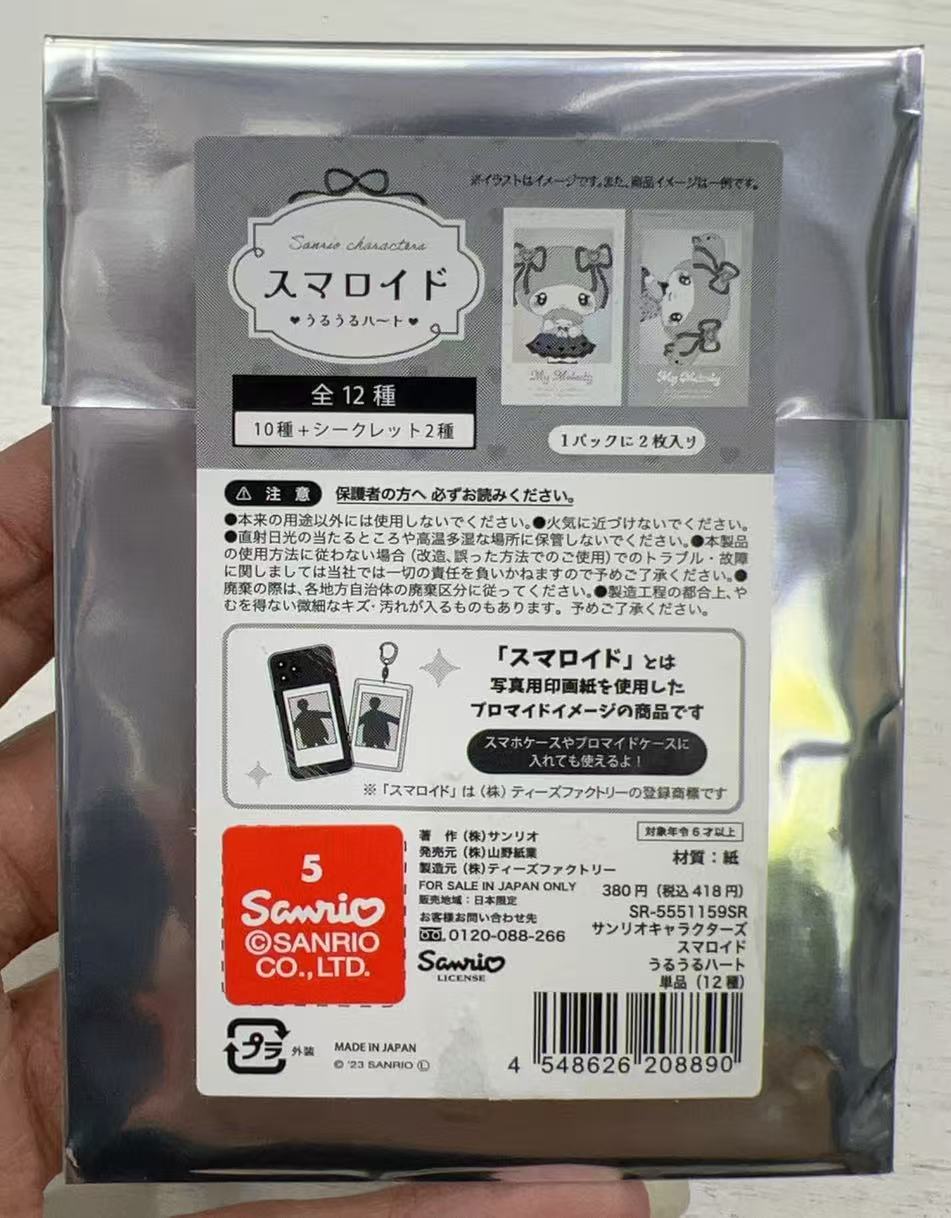 ※イラストはイメージです。また、商品イメージは一例です。
Sanrio characters
スマロイド
♥うるうるハート♥
My Melody
My Melody
全12種
10種+シークレット2種
1パックに2枚入り
注 意
保護者の方へ 必ずお読みください。
●本来の用途以外には使用しないでください。●火気に近づけないでください。
●直射日光の当たるところや高温多湿な場所に保管しないでください。●本製品
の使用方法に従わない場合(改造、誤った方法でのご使用)でのトラブル・故障
に関しましては当社では一切の責任を負いかねますので予めご了承ください。●
廃棄の際は、各地方自治体の廃棄区分に従ってください。●製造工程の都合上、や
むを得ない微細なキズ・汚れが入るものもあります。予めご了承ください。
「スマロイド」とは
写真用印画紙を使用した
ブロマイドイメージの商品です
スマホケースやブロマイドケースに
入れても使えるよ!
※「スマロイド」は(株)ティーズファクトリーの登録商標です
5
Sanrio
©SANRIO
CO.,LTD.
著 作 (株)サンリオ
発売元 (株)山野紙業
製造元 (株)ティーズファクトリー
FOR SALE IN JAPAN ONLY
販売地域:日本限定
お客様お問い合わせ先
0120-088-266
Sanrio
LICENSE
対象年令6才以上
材質:紙
380円(税込418円)
SR-5551159SR
サンリオキャラクターズ
スマロイド
うるうるハート
単品(12種)
プラ
外装
MADE IN JAPAN
©'23 SANRIO Ⓛ
4 548626 208890